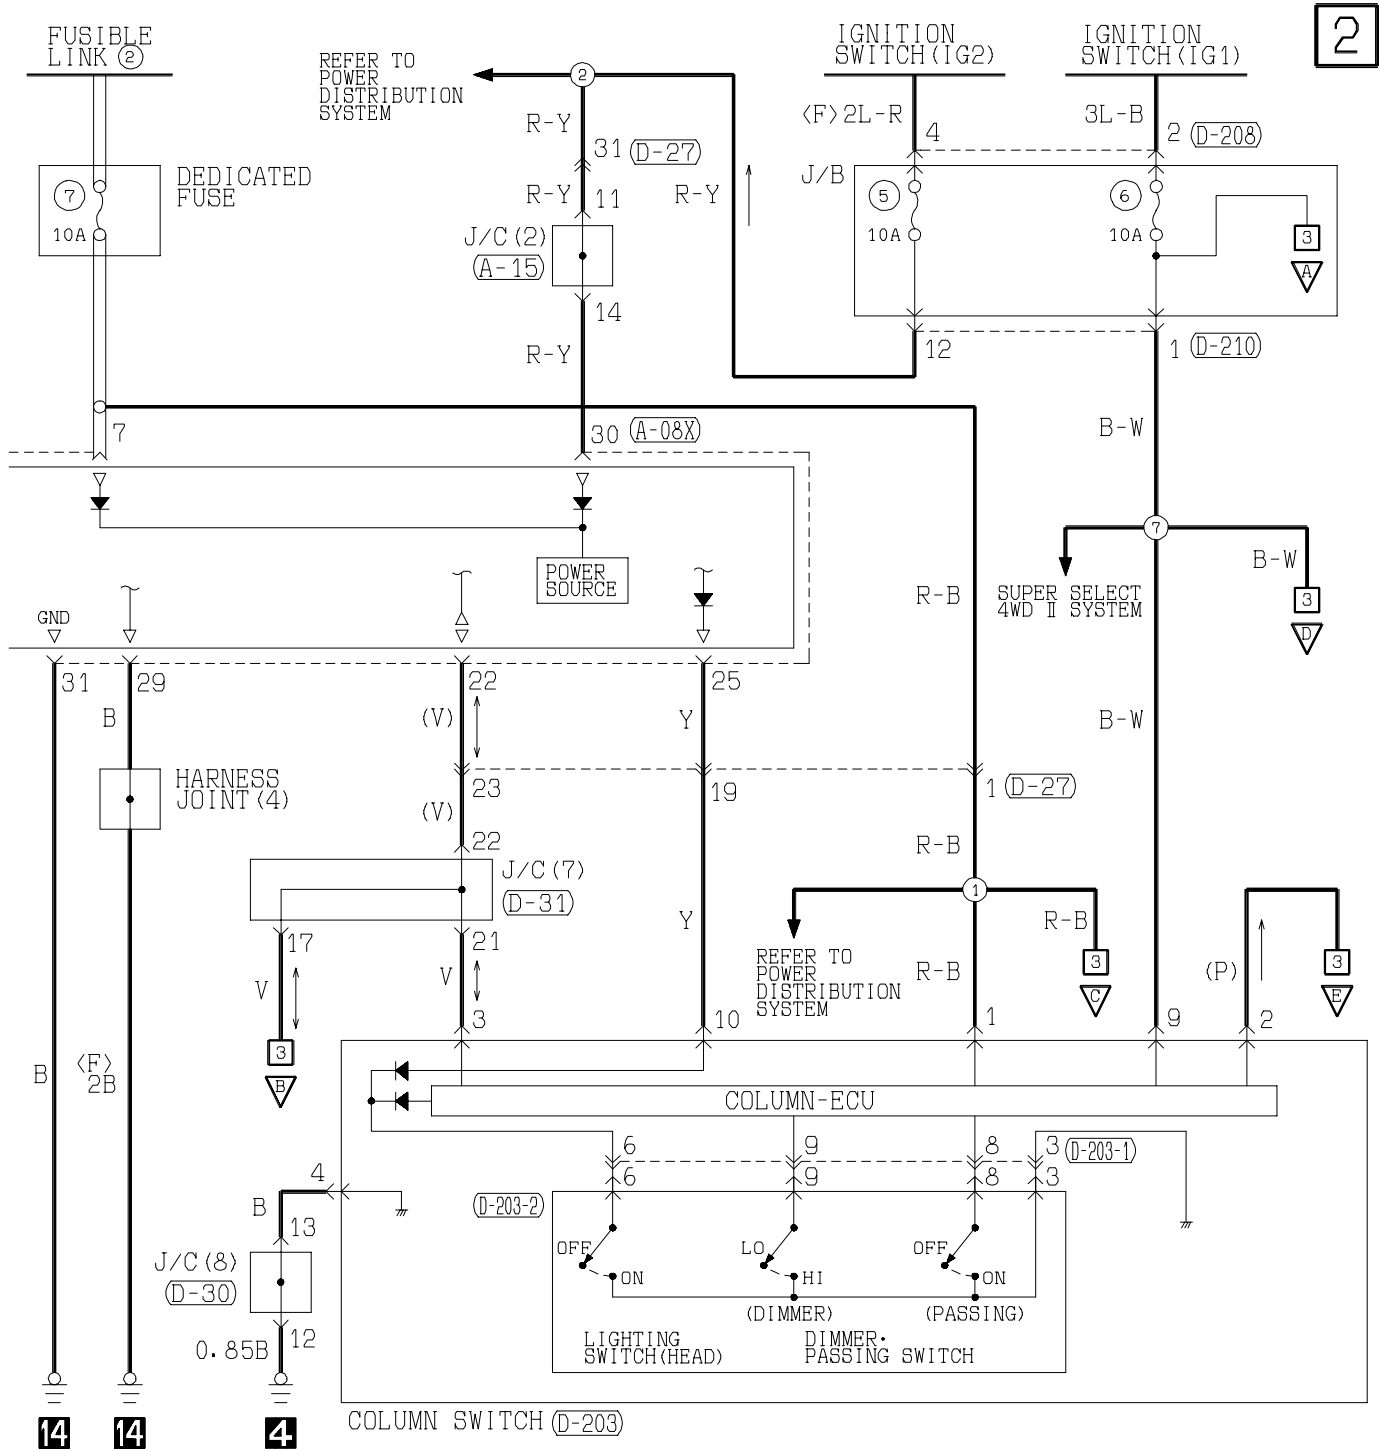 2
FUSIBLE
LINK ②
REFER TO
POWER
DISTRIBUTION
SYSTEM
2
IGNITION
SWITCH(IG2)
IGNITION
SWITCH(IG1)
R-Y
<F>2L-R
4
3L-B
2
D-208
31
D-27
7
10A
DEDICATED
FUSE
R-Y
11
R-Y
J/B
5
10A
6
10A
3
A
J/C(2)
A-15
14
R-Y
12
1
D-210
7
30
A-08X
B-W
7
B-W
3
D
SUPER SELECT
4WD Ⅱ SYSTEM
POWER
SOURCE
R-B
GND
31
29
22
25
B
(V)
Y
B-W
HARNESS
JOINT(4)
23
19
1
D-27
(V)
22
R-B
J/C(7)
D-31
1
17
21
Y
R-B
V
V
REFER TO
POWER
DISTRIBUTION
SYSTEM
R-B
3
C
(P)
3
E
3
10
1
9
2
3
B
B
<F>
2B
COLUMN-ECU
6
9
8
3
D-203-1
6
9
8
3
D-203-2
4
B
13
J/C(8)
D-30
12
0.85B
OFF
ON
LO
HI
OFF
ON
(DIMMER)
(PASSING)
LIGHTING
SWITCH(HEAD)
DIMMER·
PASSING SWITCH
14
14
4
COLUMN SWITCH
D-203